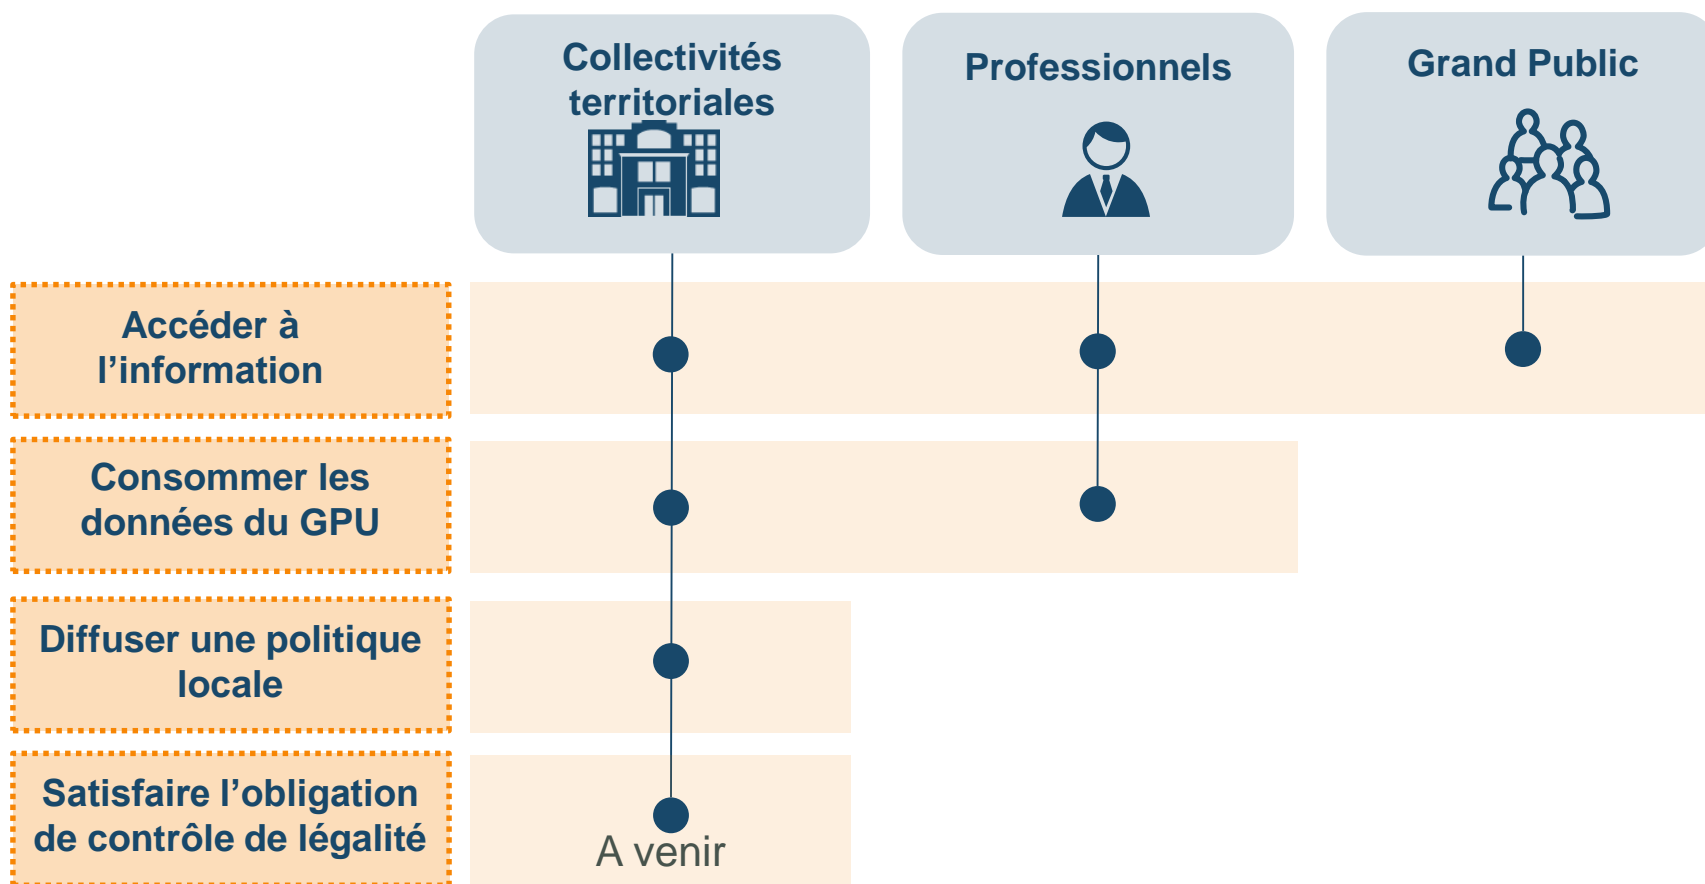 Collectivités
territoriales
Professionnels
Grand Public
Accéder à
l’information
Consommer les
données du GPU
Diffuser une politique
locale
Satisfaire l’obligation
de contrôle de légalité
A venir